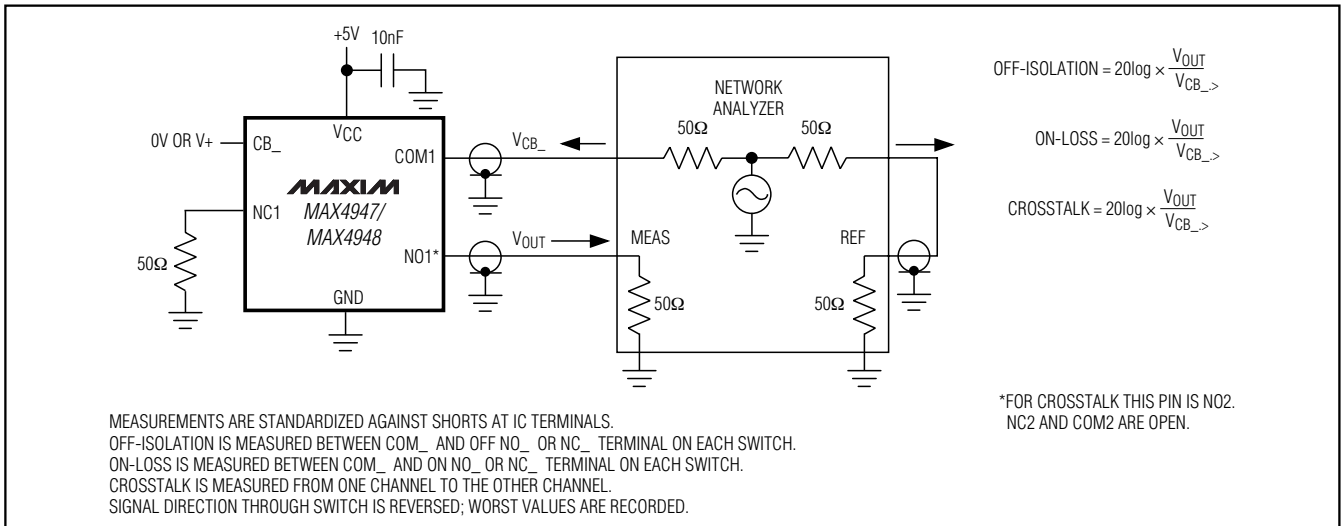 +5V 10nF
VCC
0V OR V+ CB_
COM1
MAXIM
MAX4947/
MAX4948
NC1
NO1*
GND
50Ω
VCB_
VOUT
NETWORK
ANALYZER
50Ω 50Ω
MEAS REF
50Ω 50Ω
OFF-ISOLATION = 20log × VOUT
VCB_.>
ON-LOSS = 20log × VOUT
VCB_.>
CROSSTALK = 20log × VOUT
VCB_.>
MEASUREMENTS ARE STANDARDIZED AGAINST SHORTS AT IC TERMINALS.
OFF-ISOLATION IS MEASURED BETWEEN COM_ AND OFF NO_ OR NC_ TERMINAL ON EACH SWITCH.
ON-LOSS IS MEASURED BETWEEN COM_ AND ON NO_ OR NC_ TERMINAL ON EACH SWITCH.
CROSSTALK IS MEASURED FROM ONE CHANNEL TO THE OTHER CHANNEL.
SIGNAL DIRECTION THROUGH SWITCH IS REVERSED; WORST VALUES ARE RECORDED.
*FOR CROSSTALK THIS PIN IS NO2.
NC2 AND COM2 ARE OPEN.